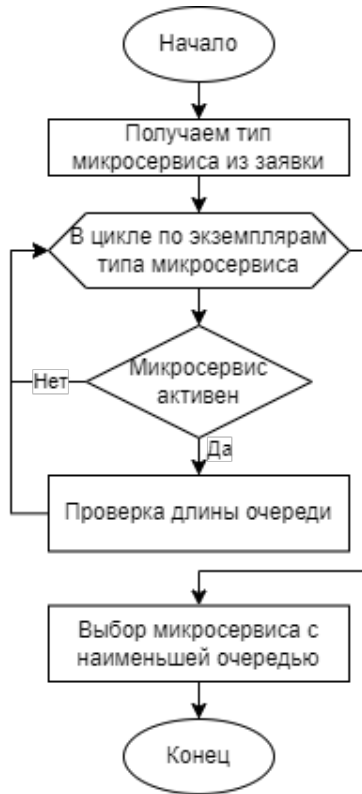 Начало
Получаем тип
микросервиса из заявки
В цикле по экземплярам
типа микросервиса
Микросервис
активен
Нет
Да
Проверка длины очереди
Выбор микросервиса с
наименьшей очередью
Конец